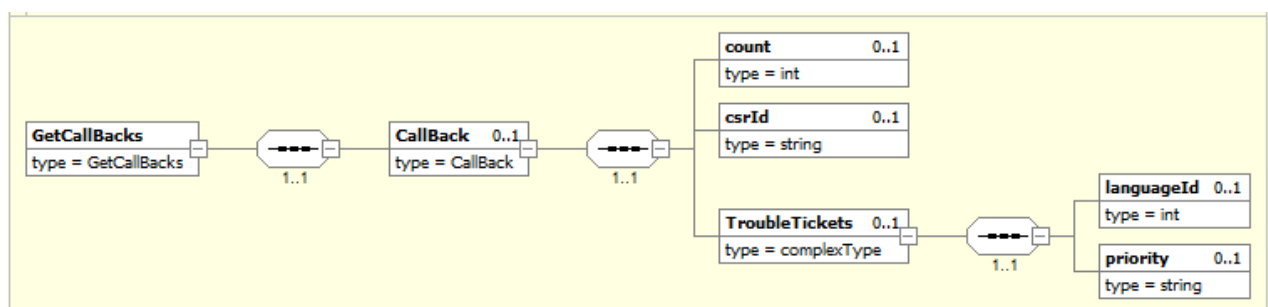 GetCallBacks
type = GetCallBacks
1..1
CallBack 0..1
type = CallBack
1..1
count 0..1
type = int
csrId 0..1
type = string
TroubleTickets 0..1
type = complexType
1..1
languageId 0..1
type = int
priority 0..1
type = string